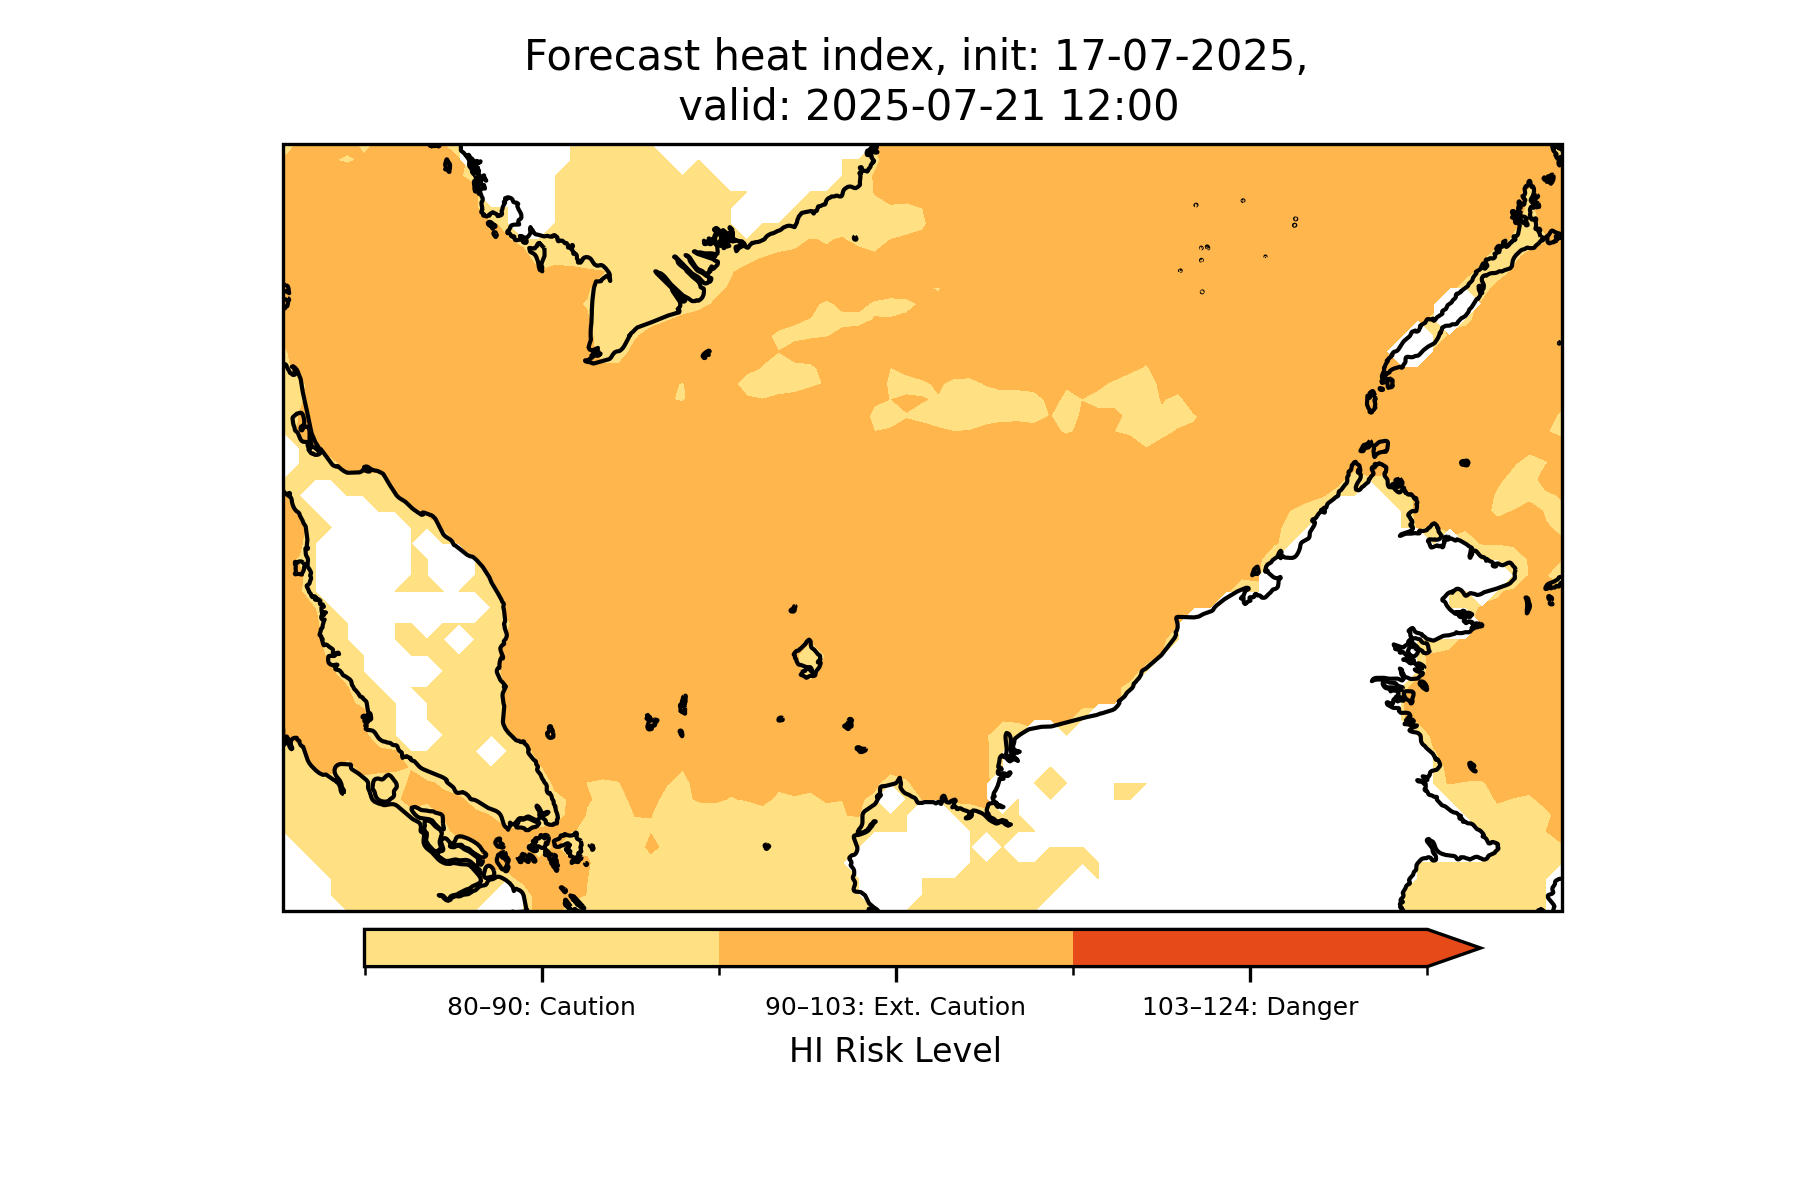 Forecast heat index, init: 17-07-2025,
valid: 2025-07-21 12:00
80–90: Caution
90–103: Ext. Caution
103–124: Danger
HI Risk Level